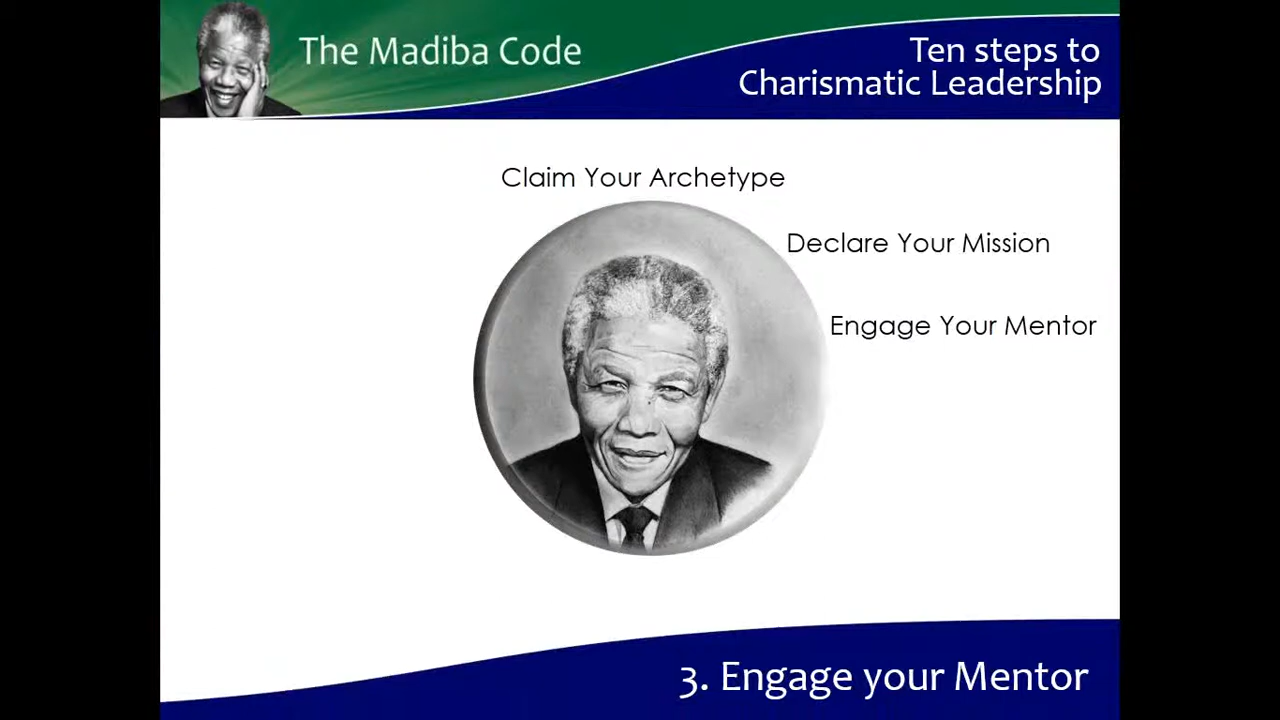 The Madiba Code
Ten steps to
Charismatic Leadership
Claim Your Archetype
Declare Your Mission
Engage Your Mentor
3. Engage your Mentor